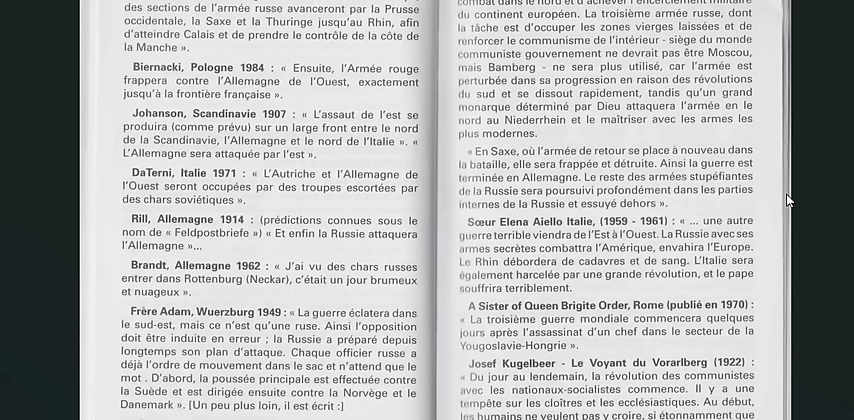 des sections de l'armée russe avanceront par la Prusse
occidentale, la Saxe et la Thuringe jusqu'au Rhin, afin
d'atteindre Calais et de prendre le contrôle de la côte de
la Manche ».
Biernacki, Pologne 1984 : « Ensuite, l'Armée rouge
frappera contre l'Allemagne de l'Ouest, exactement
jusqu'à la frontière française ».
Johanson, Scandinavie 1907 : « L'assaut de l'est se
produira (comme prévu) sur un large front entre le nord
de la Scandinavie, l'Allemagne et le nord de l'Italie ». «
L'Allemagne sera attaquée par l'est ».
DaTerni, Italie 1971 : « L'Autriche et l'Allemagne de
l'Ouest seront occupées par des troupes escortées par
des chars soviétiques ».
Rill, Allemagne 1914 : (prédictions connues sous le
nom de « Feldpostbriefe ») « Et enfin la Russie attaquera
l'Allemagne »...
Brandt, Allemagne 1962 : « J'ai vu des chars russes
entrer dans Rottenburg (Neckar), c'était un jour brumeux
et nuageux ».
Frère Adam, Wuerzburg 1949 : « La guerre éclatera dans
le sud-est, mais ce n'est qu'une ruse. Ainsi l'opposition
doit être induite en erreur ; la Russie a préparé depuis
longtemps son plan d'attaque. Chaque officier russe a
déjà l'ordre de mouvement dans le sac et n'attend que le
mot . D'abord, la poussée principale est effectuée contre
la Suède et est dirigée ensuite contre la Norvège et le
Danemark ». [Un peu plus loin, il est écrit :]
combat dans le nord et d'achever l'encerclement militaire
du continent européen. La troisième armée russe, dont
la tâche est d'occuper les zones vierges laissées et de
renforcer le communisme de l'intérieur - siège du monde
communiste gouvernement ne devrait pas être Moscou,
mais Bamberg - ne sera plus utilisé, car l'armée est
perturbée dans sa progression en raison des révolutions
du sud et se dissout rapidement, tandis qu'un grand
monarque déterminé par Dieu attaquera l'armée en le
nord au Niederrhein et le maîtriser avec les armes les
plus modernes.
« En Saxe, où l'armée de retour se place à nouveau dans
la bataille, elle sera frappée et détruite. Ainsi la guerre est
terminée en Allemagne. Le reste des armées stupéfiantes
de la Russie sera poursuivi profondément dans les parties
internes de la Russie et essuyé dehors ».
Sœur Elena Aiello Italie, (1959 - 1961) : « ... une autre
guerre terrible viendra de l'Est à l'Ouest. La Russie avec ses
armes secrètes combattra l'Amérique, envahira l'Europe.
Le Rhin débordera de cadavres et de sang. L'Italie sera
également harcelée par une grande révolution, et le pape
souffrira terriblement.
A Sister of Queen Brigite Order, Rome (publié en 1970) :
« La troisième guerre mondiale commencera quelques
jours après l'assassinat d'un chef dans le secteur de la
Yougoslavie-Hongrie ».
Josef Kugelbeer - Le Voyant du Vorarlberg (1922) :
« Du jour au lendemain, la révolution des communistes
avec les nationaux-socialistes commence. Il y a une
tempête sur les cloîtres et les ecclésiastiques. Au début,
les humains ne veulent pas y croire, si étonnamment que